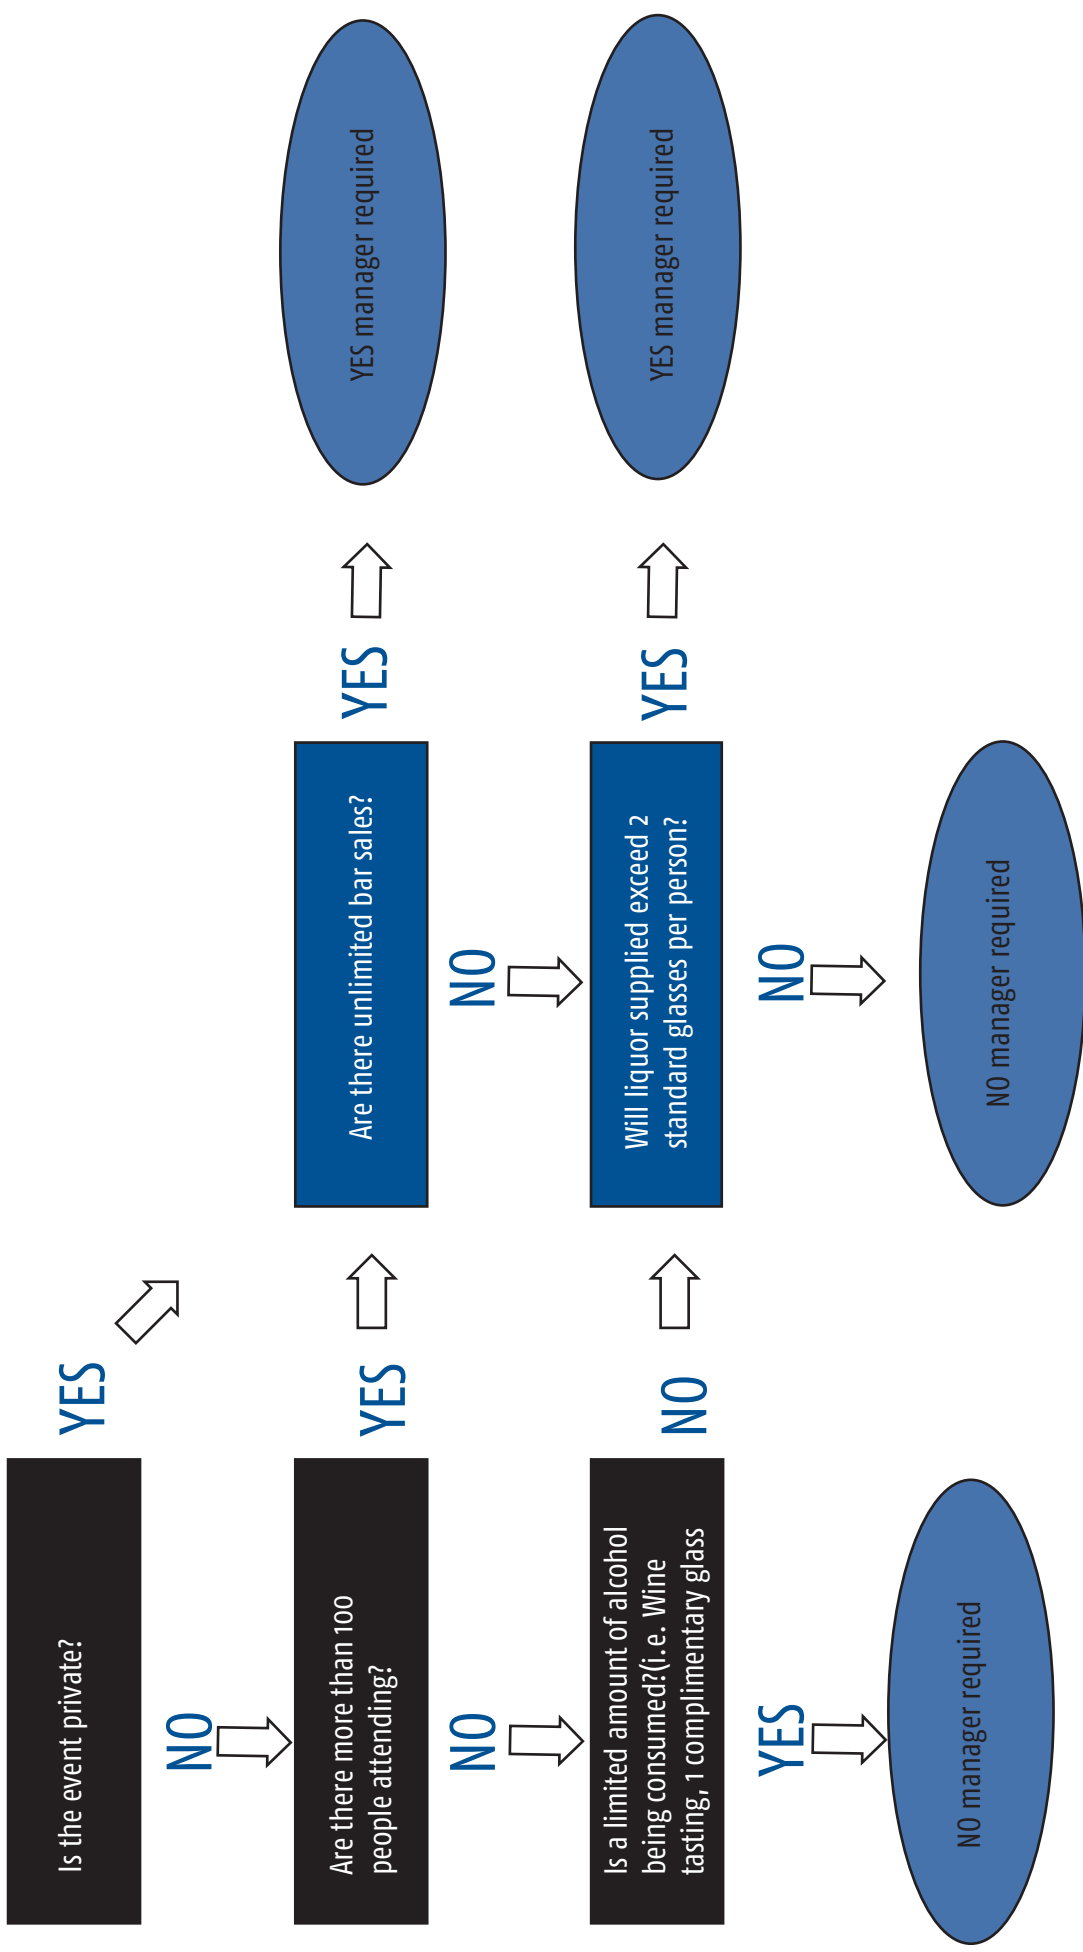 Is the event private?
YES
NO
Are there more than 100
people attending?
YES
Are there unlimited bar sales?
YES
YES manager required
NO
NO
Is a limited amount of alcohol
being consumed?(i.e. Wine
tasting, 1 complimentary glass
NO
Will liquor supplied exceed 2
standard glasses per person?
YES
YES manager required
YES
NO
NO manager required
NO manager required